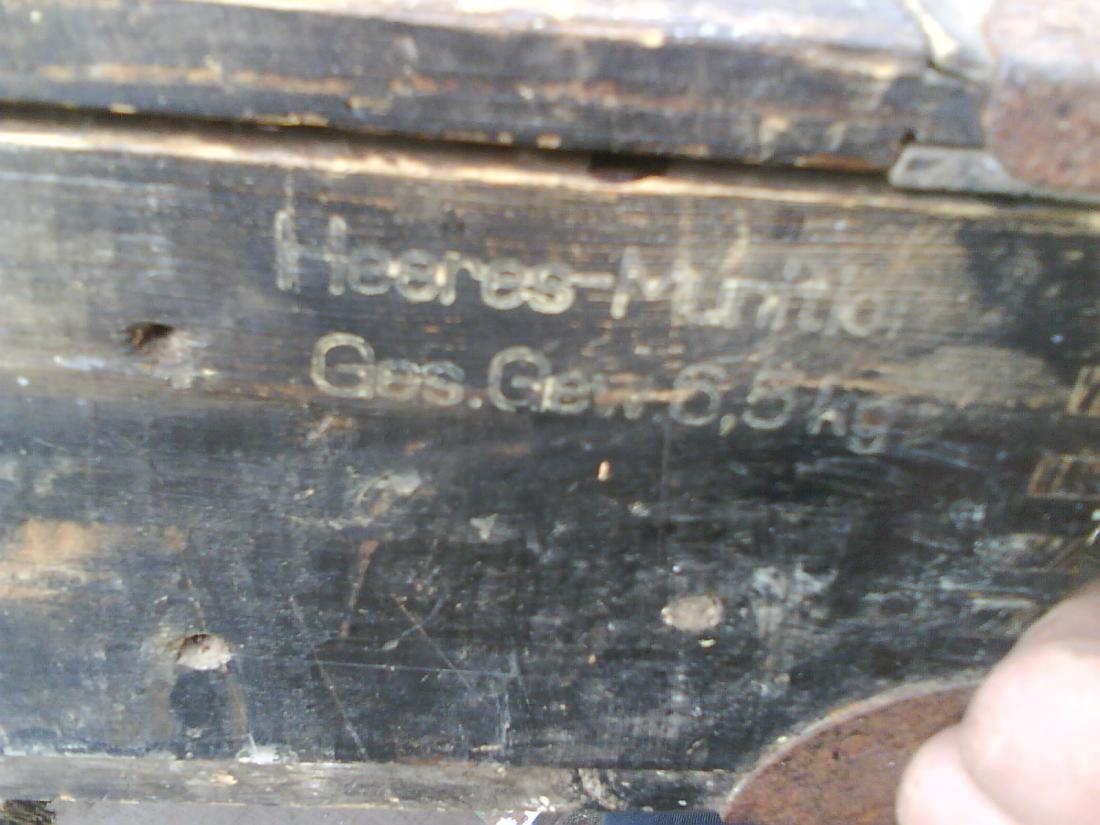 Heeres-Munition
Ges.Gew 6,5 kg